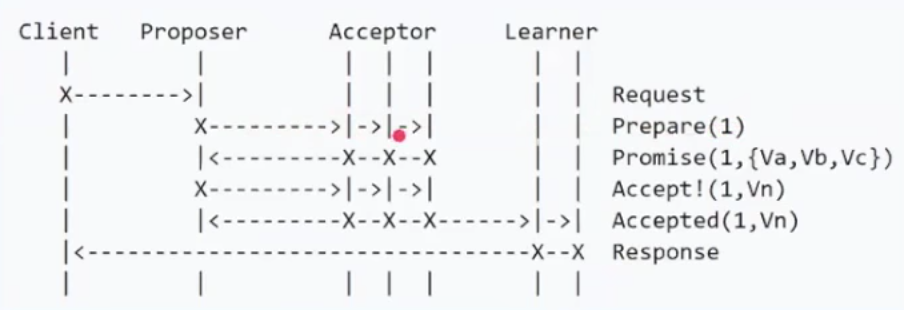 Client Proposer Acceptor Learner
| | | | | | |
X-------->| | | | | | Request
| X--------->|->|->| | | Prepare(1)
| |<---------X--X--X | | Promise(1,{Va,Vb,Vc})
| X--------->|->|->| | | Accept!(1,Vn)
| |<---------X--X--X------>|->| Accepted(1,Vn)
|<---------------------------------X--X Response
| | | | | | |